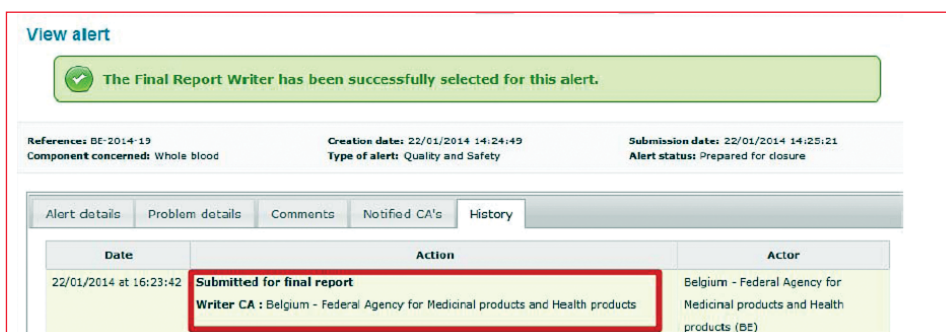 View alert
The Final Report Writer has been successfully selected for this alert.
Reference: BE-2014-19 Creation date: 22/01/2014 14:24:49 Submission date: 22/01/2014 14:25:21
Component concerned: Whole blood Type of alert: Quality and Safety Alert status: Prepared for closure
Alert details Problem details Comments Notified CA's History
Date Action Actor
22/01/2014 at 16:23:42 Submitted for final report Belgium - Federal Agency for
Writer CA : Belgium - Federal Agency for Medicinal products and Health products Medicinal products and Health
products (BE)